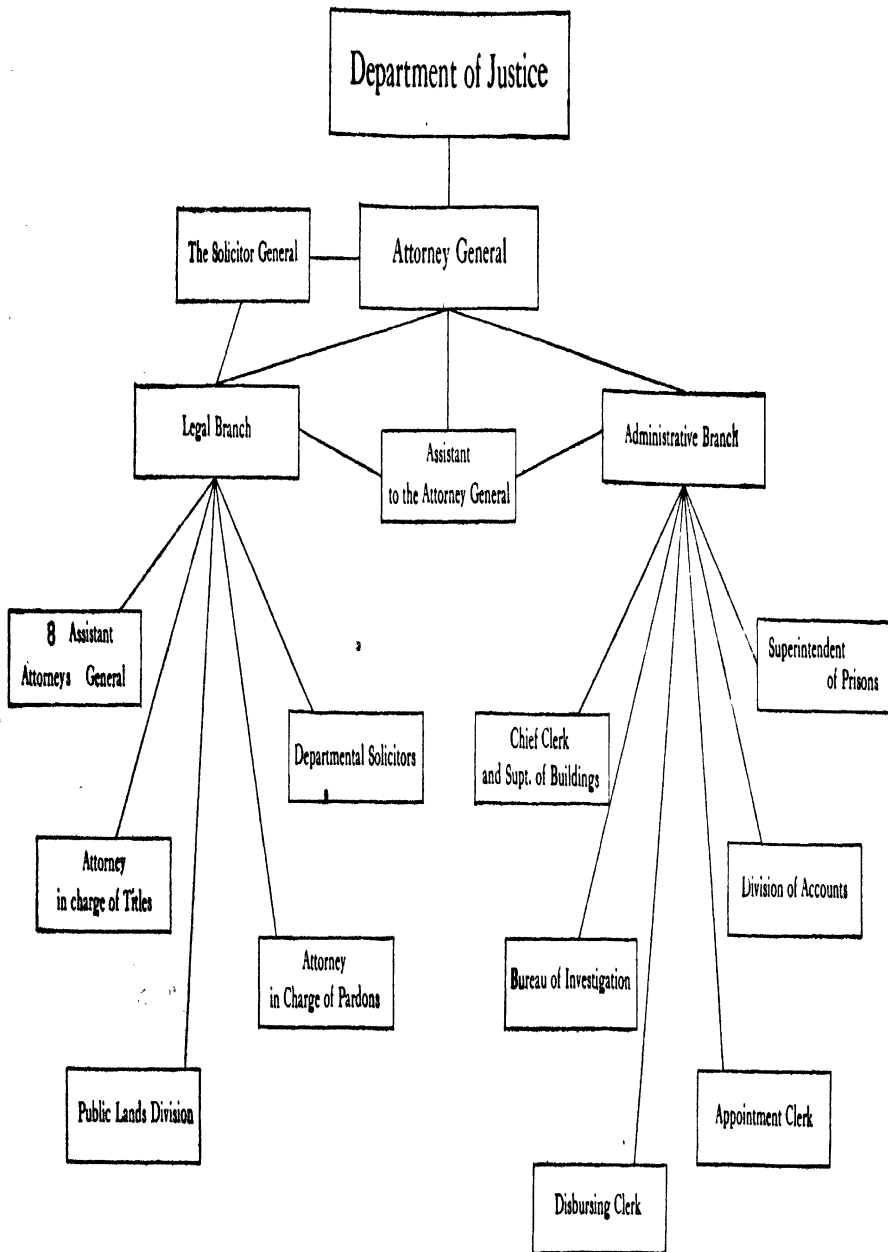 Department of Justice
The Solicitor General
Attorney General
Legal Branch
Assistant
to the Attorney General
Administrative Branch
8 Assistant
Attorneys General
Superintendent
of Prisons
Departmental Solicitors
Chief Clerk
and Supt. of Buildings
Attorney
in charge of Titles
Division of Accounts
Attorney
in Charge of Pardons
Bureau of Investigation
Public Lands Division
Appointment Clerk
Disbursing Clerk